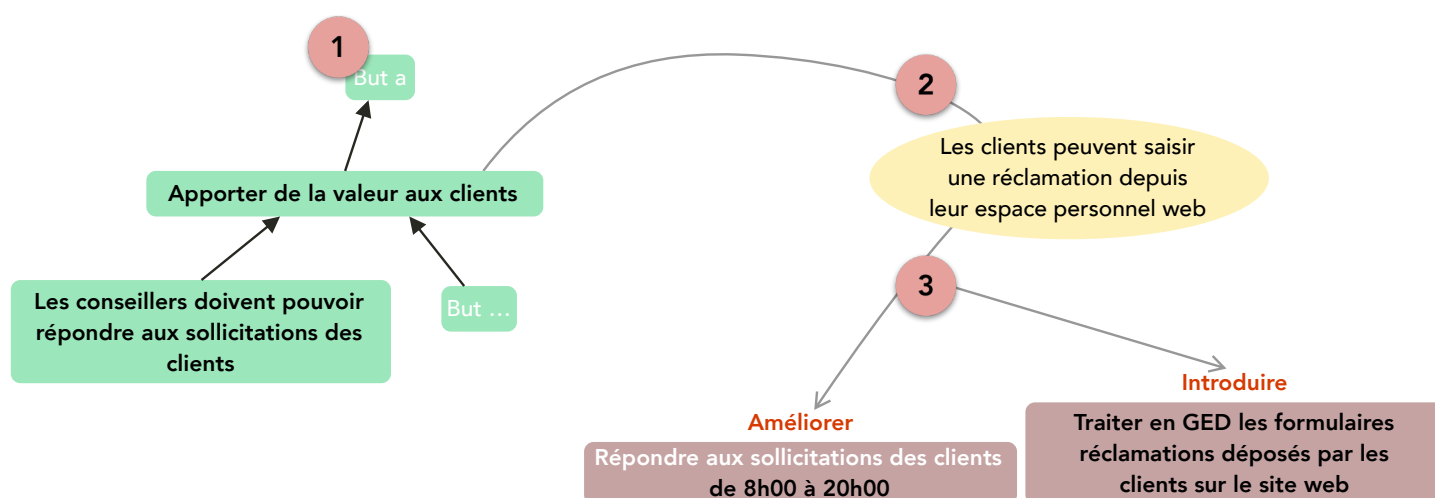 1
But a
2
Les clients peuvent saisir
une réclamation depuis
leur espace personnel web
Apporter de la valeur aux clients
3
Les conseillers doivent pouvoir
répondre aux sollicitations des
clients
But …
Améliorer
Répondre aux sollicitations des clients
de 8h00 à 20h00
Introduire
Traiter en GED les formulaires
réclamations déposés par les
clients sur le site web